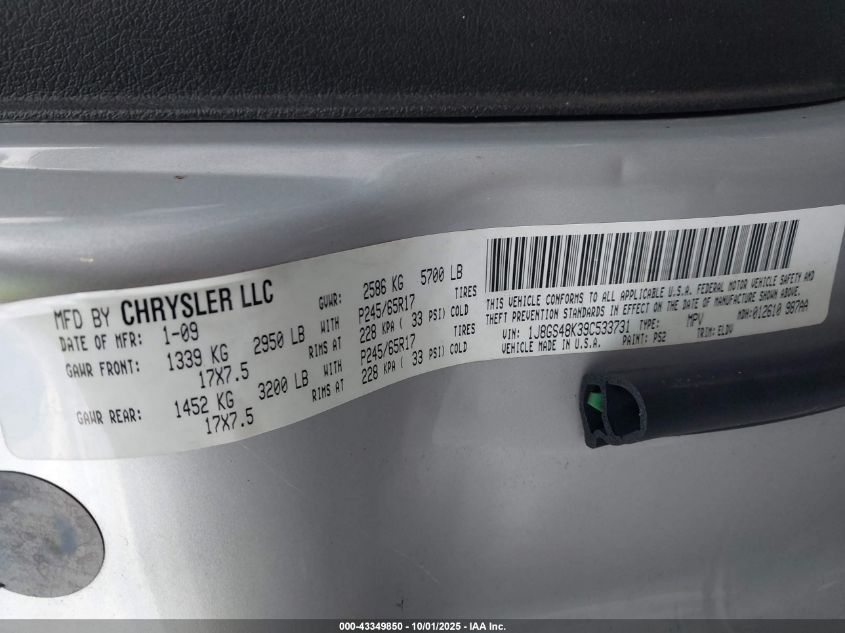 MFD BY CHRYSLER LLC
GVWR: 2586 KG 5700 LB
DATE OF MFR: 1-09
GAWR FRONT: 1339 KG 2950 LB WITH P245/65R17 TIRES
17X7.5 RIMS AT 228 KPA ( 33 PSI) COLD
GAWR REAR: 1452 KG 3200 LB WITH P245/65R17 TIRES
17X7.5 RIMS AT 228 KPA ( 33 PSI) COLD
THIS VEHICLE CONFORMS TO ALL APPLICABLE U.S.A. FEDERAL MOTOR VEHICLE SAFETY AND
THEFT PREVENTION STANDARDS IN EFFECT ON THE DATE OF MANUFACTURE SHOWN ABOVE.
VIN: 1J8GS48K39C533731 TYPE: MPV MDH:012610 987AA
VEHICLE MADE IN U.S.A. PAINT: PS2 TRIM: ELDV
000-43349850 - 10/01/2025 - IAA Inc.